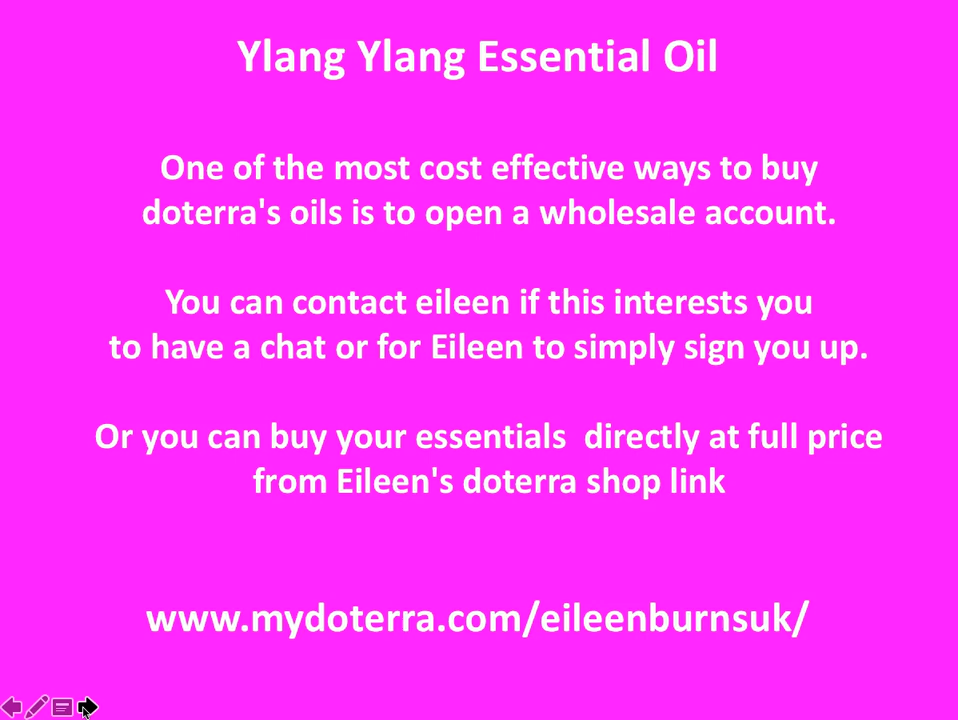 Ylang Ylang Essential Oil
One of the most cost effective ways to buy
doterra's oils is to open a wholesale account.
You can contact eileen if this interests you
to have a chat or for Eileen to simply sign you up.
Or you can buy your essentials  directly at full price
from Eileen's doterra shop link
www.mydoterra.com/eileenburnsuk/